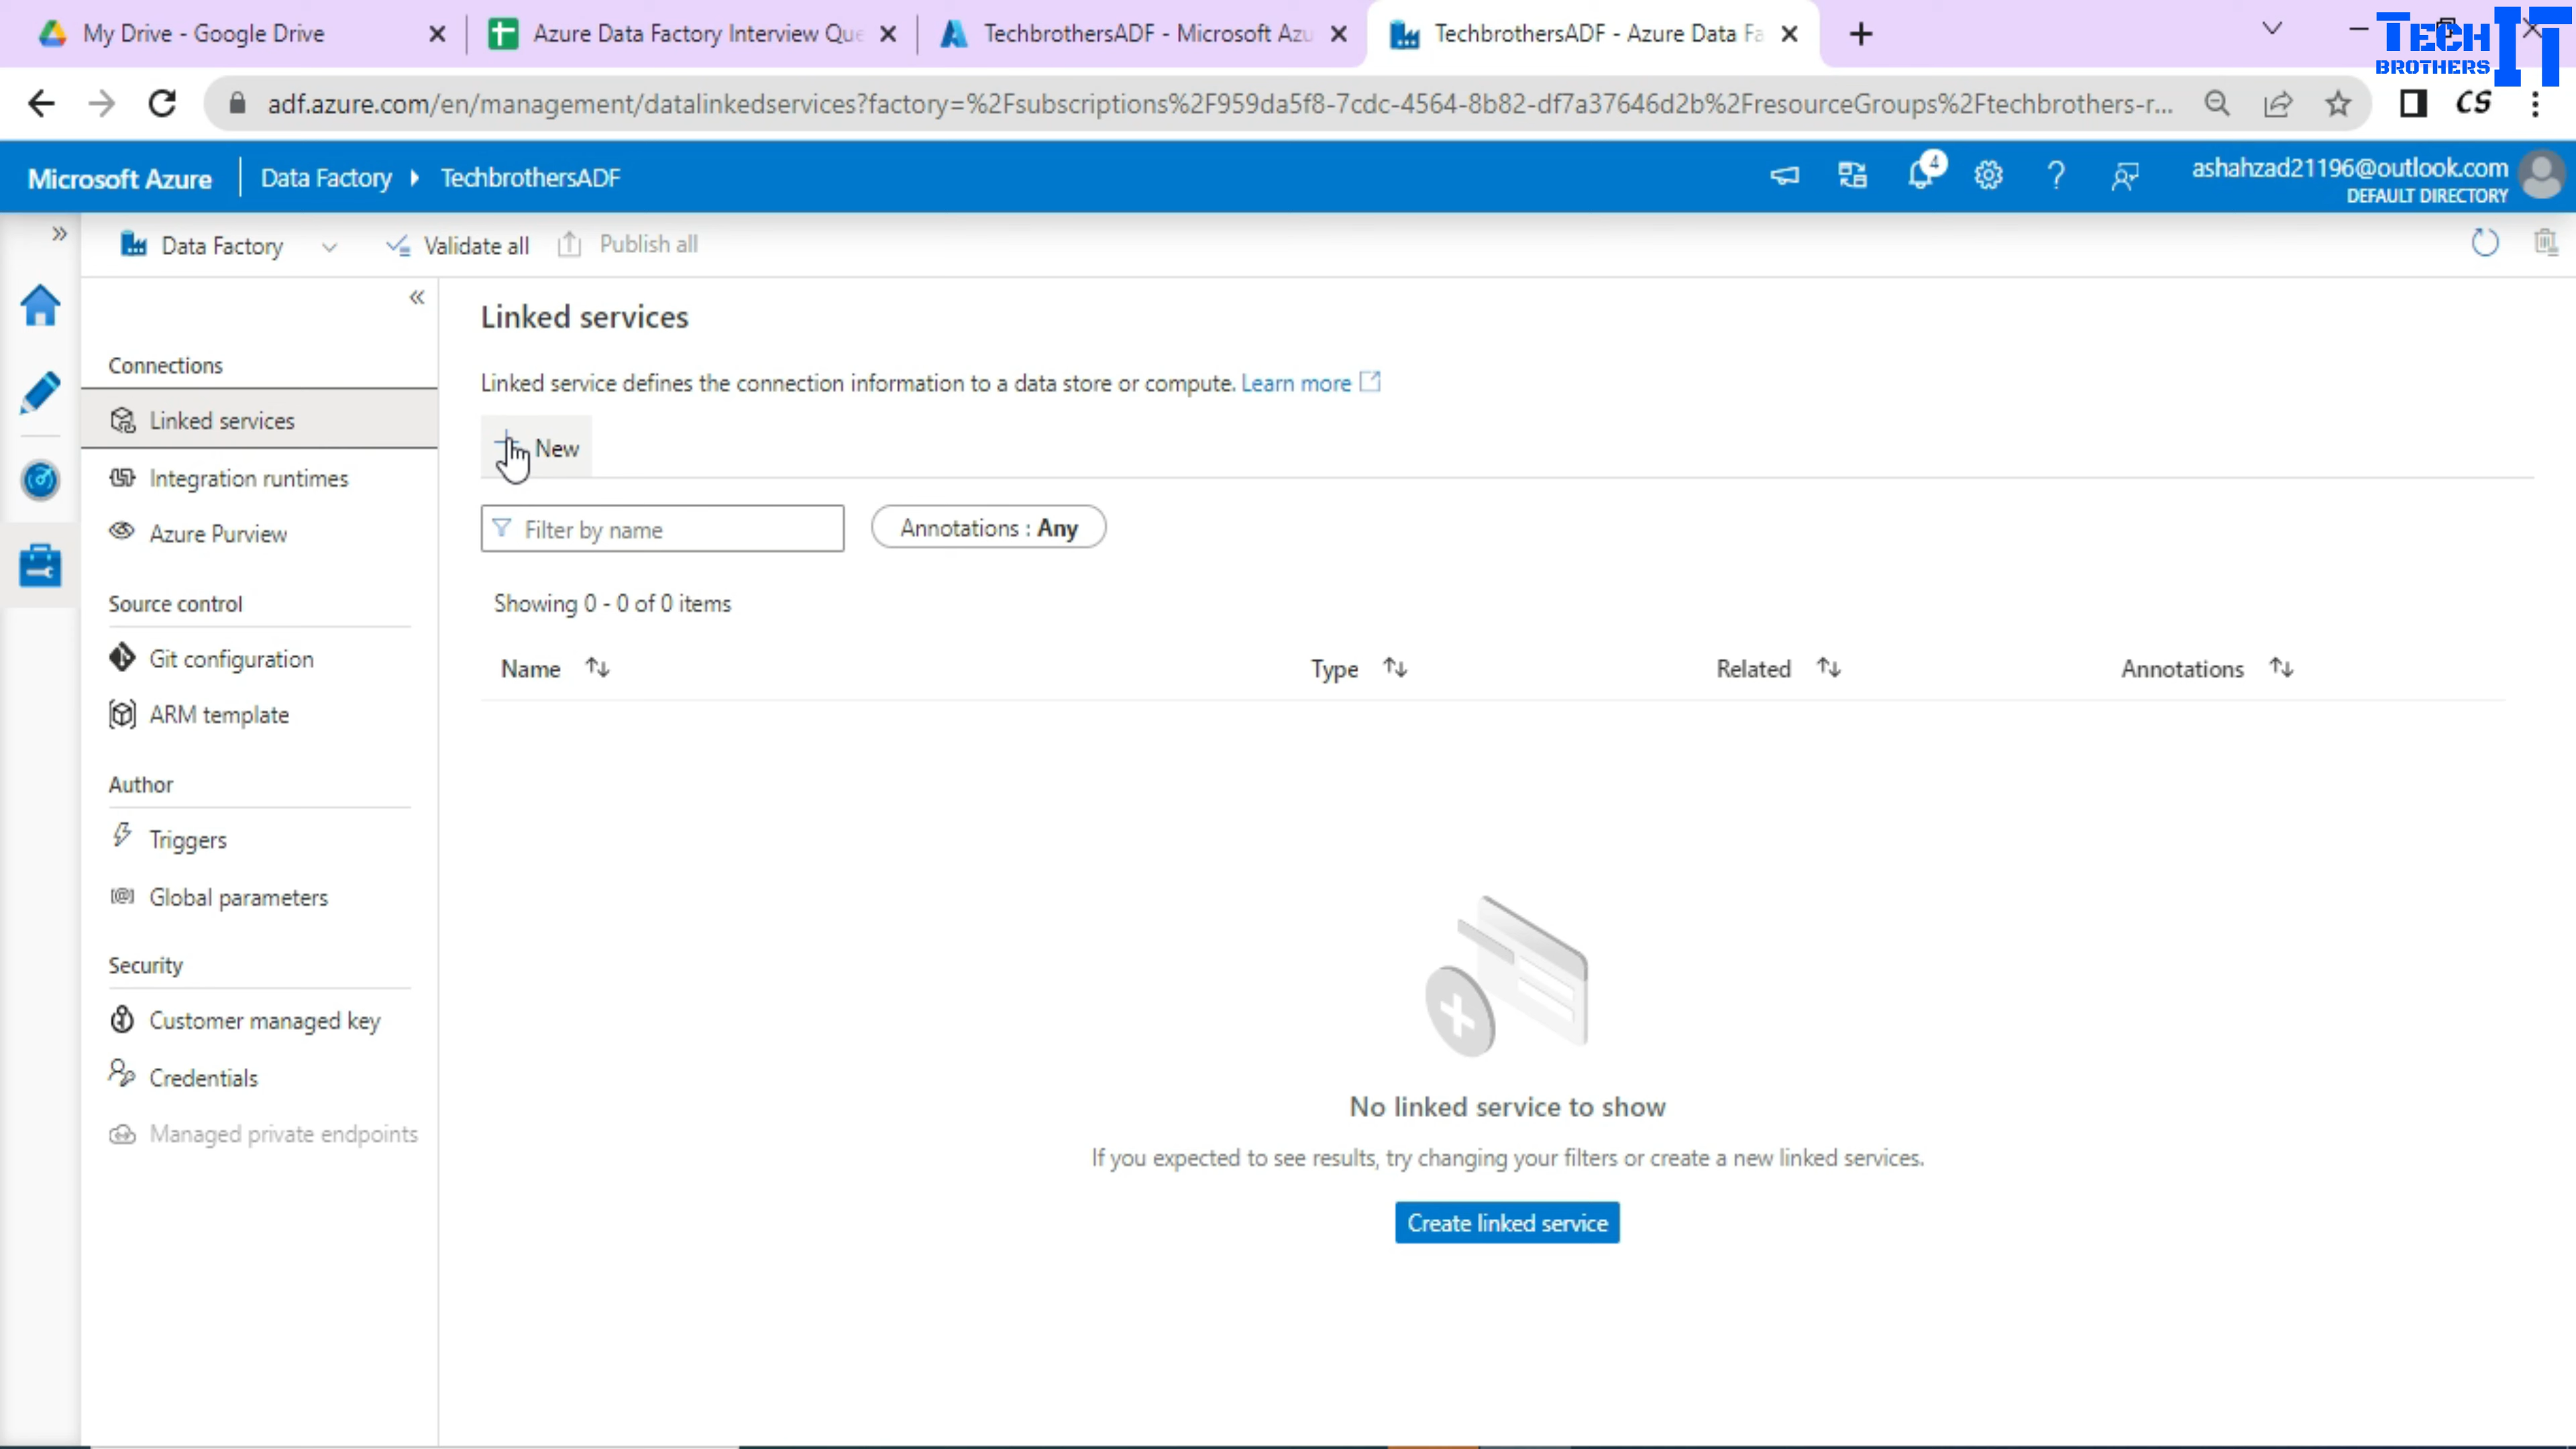 My Drive - Google Drive
Azure Data Factory Interview Que
TechbrothersADF - Microsoft Azu
TechbrothersADF - Azure Data Fa
TECH BROTHERS IT
adf.azure.com/en/management/datalinkedservices?factory=%2Fsubscriptions%2F959da5f8-7cdc-4564-8b82-df7a37646d2b%2FresourceGroups%2Ftechbrothers-r...
CS
Microsoft Azure
Data Factory
TechbrothersADF
4
ashahzad21196@outlook.com
DEFAULT DIRECTORY
Data Factory
Validate all
Publish all
Connections
Linked services
Integration runtimes
Azure Purview
Source control
Git configuration
ARM template
Author
Triggers
Global parameters
Security
Customer managed key
Credentials
Managed private endpoints
Linked services
Linked service defines the connection information to a data store or compute. Learn more
New
Filter by name
Annotations : Any
Showing 0 - 0 of 0 items
Name
Type
Related
Annotations
No linked service to show
If you expected to see results, try changing your filters or create a new linked services.
Create linked service